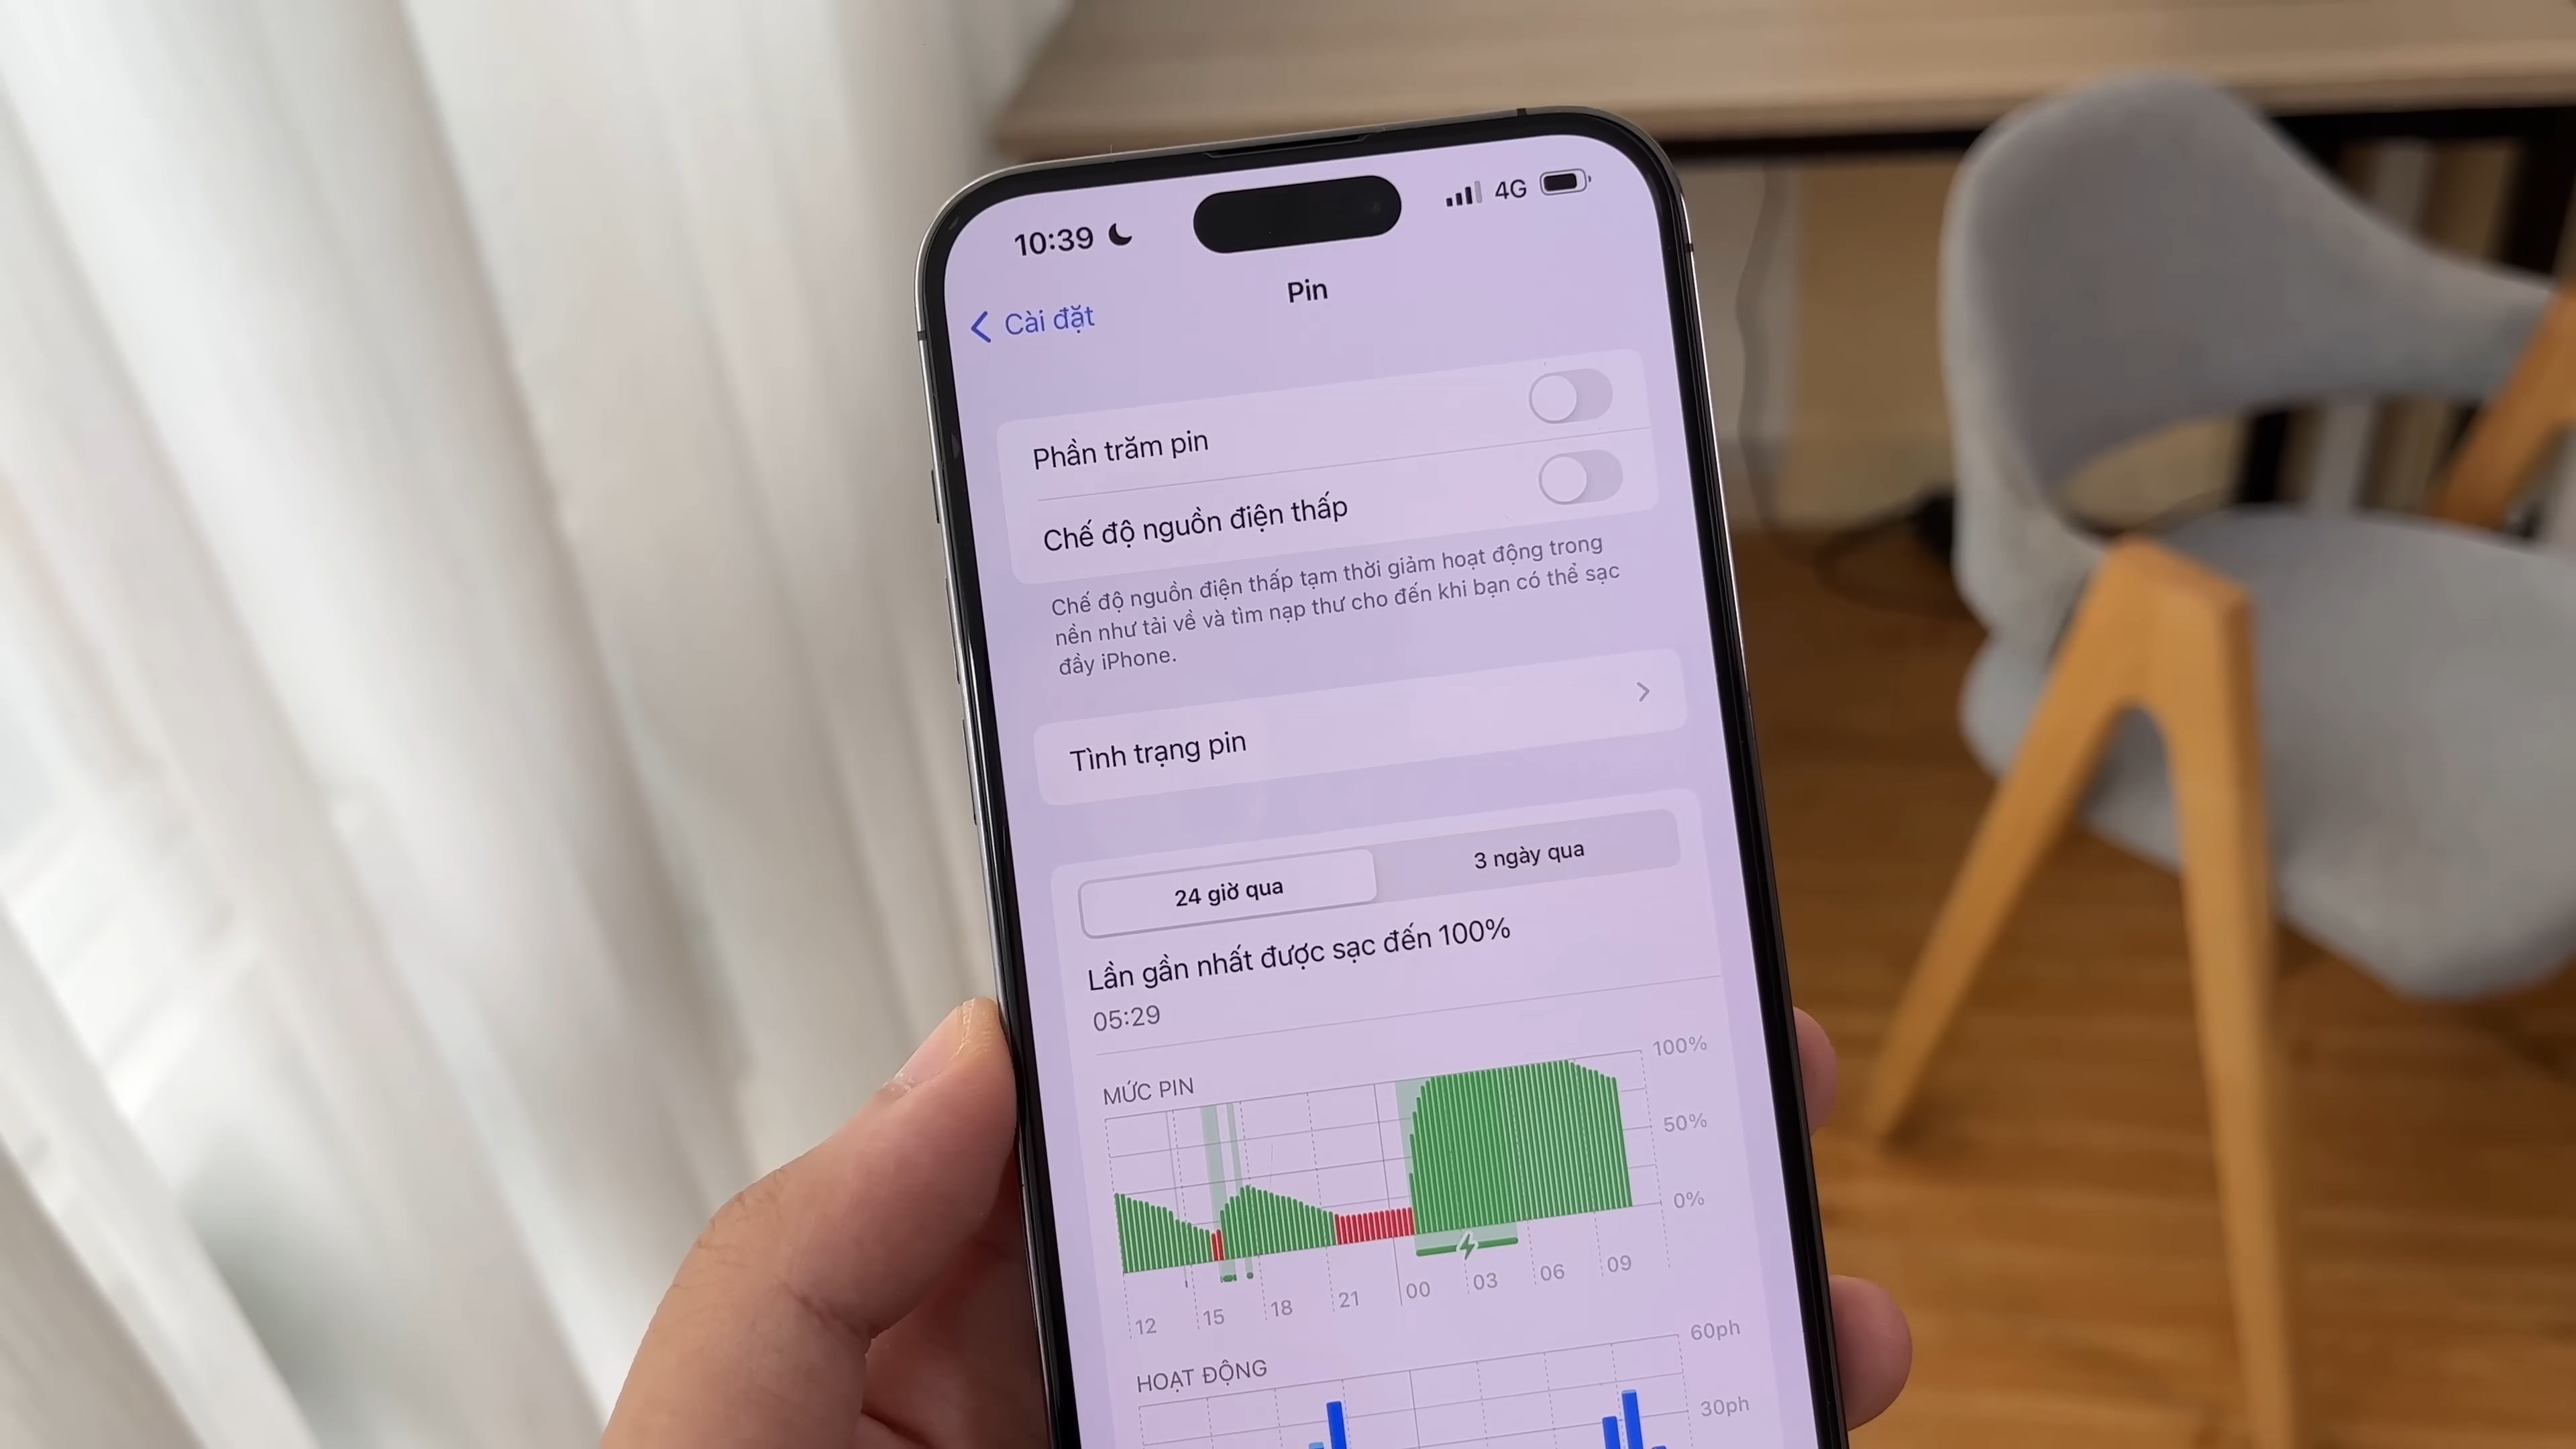 10:39
4G
Cài đặt
Pin
Phần trăm pin
Chế độ nguồn điện thấp
Chế độ nguồn điện thấp tạm thời giảm hoạt động trong
nền như tải về và tìm nạp thư cho đến khi bạn có thể sạc
đầy iPhone.
Tình trạng pin
24 giờ qua
3 ngày qua
Lần gần nhất được sạc đến 100%
05:29
MỨC PIN
100%
50%
0%
12 15 18 21 00 03 06 09
HOẠT ĐỘNG
60ph
30ph